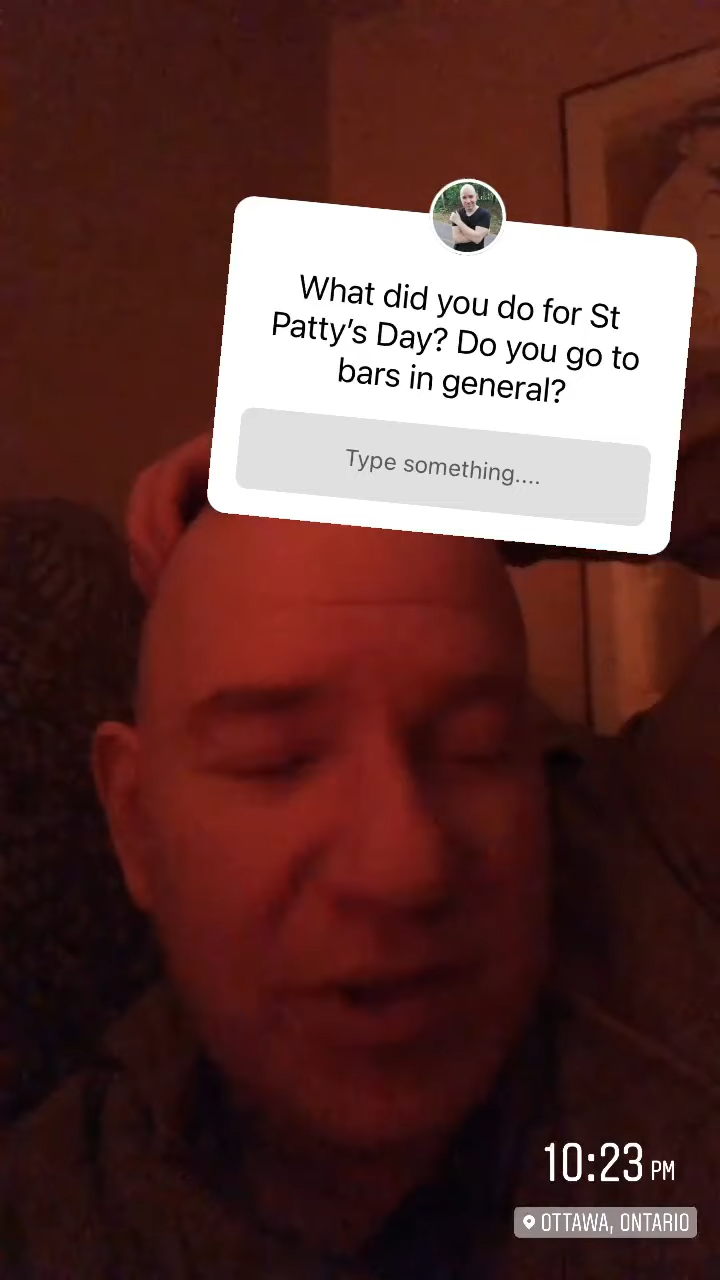 What did you do for St
Patty's Day? Do you go to
bars in general?
Type something....
10:23 PM
OTTAWA, ONTARIO